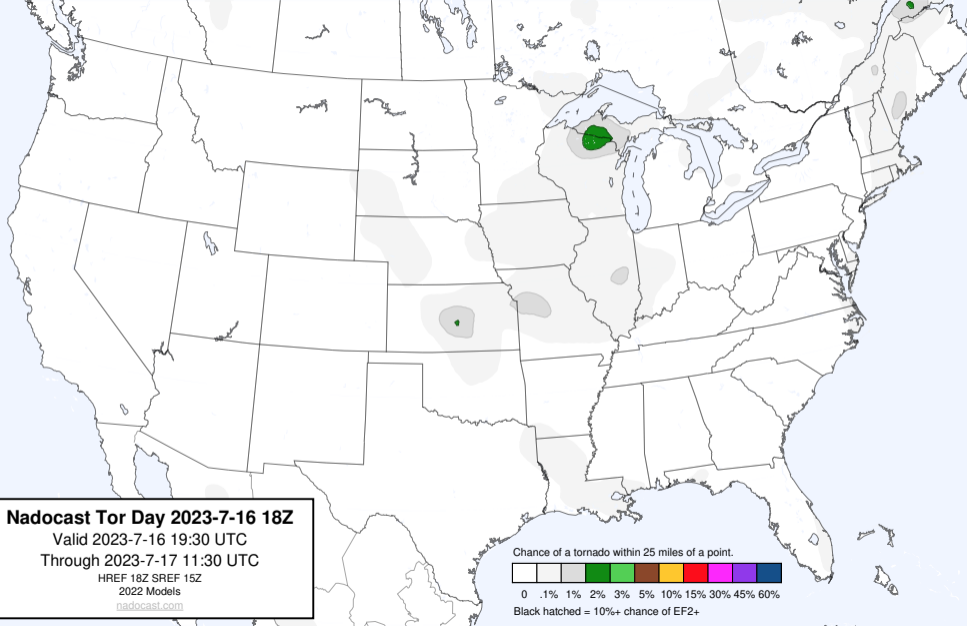 Nadocast Tor Day 2023-7-16 18Z
Valid 2023-7-16 19:30 UTC
Through 2023-7-17 11:30 UTC
HREF 18Z SREF 15Z
2022 Models
nadocast.com
Chance of a tornado within 25 miles of a point.
0 .1% 1% 2% 3% 5% 10% 15% 30% 45% 60%
Black hatched = 10%+ chance of EF2+